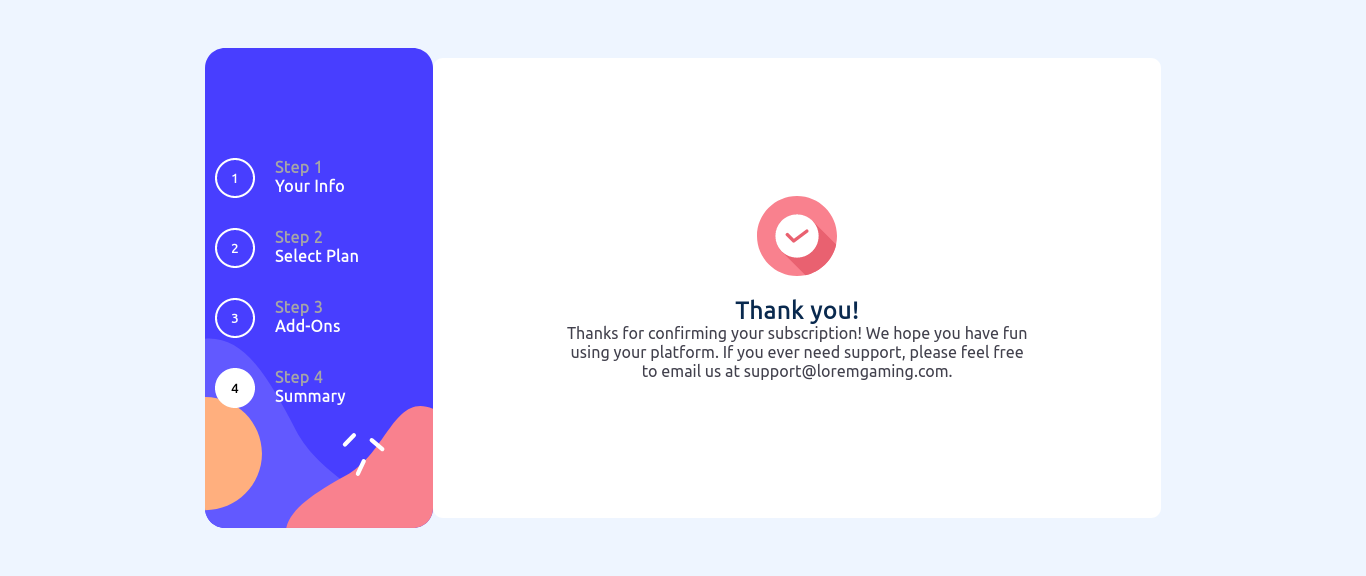 1
Step 1
Your Info
2
Step 2
Select Plan
3
Step 3
Add-Ons
4
Step 4
Summary
Thank you!
Thanks for confirming your subscription! We hope you have fun
using your platform. If you ever need support, please feel free
to email us at support@loremgaming.com.